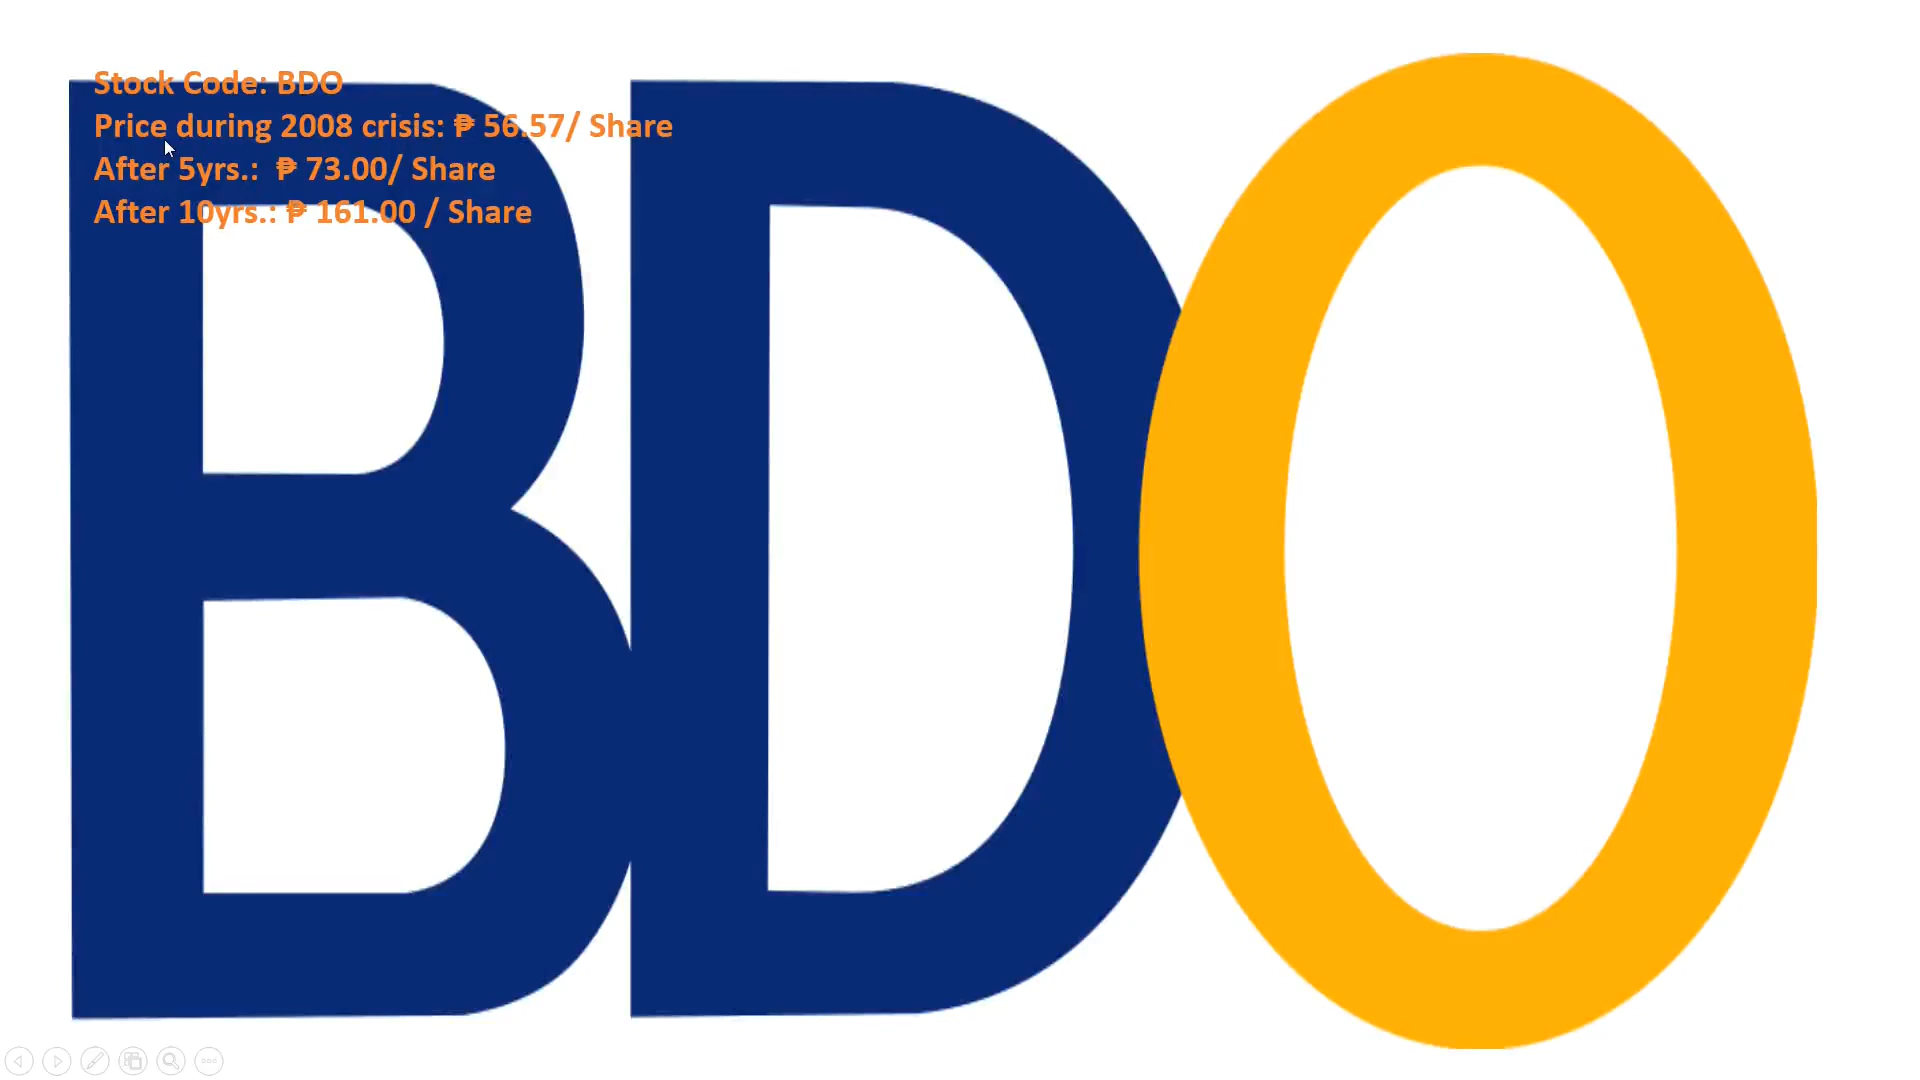 Stock Code: BDO
Price during 2008 crisis: ₱ 56.57/ Share
After 5yrs.: ₱ 73.00/ Share
After 10yrs.: ₱ 161.00 / Share
BDO